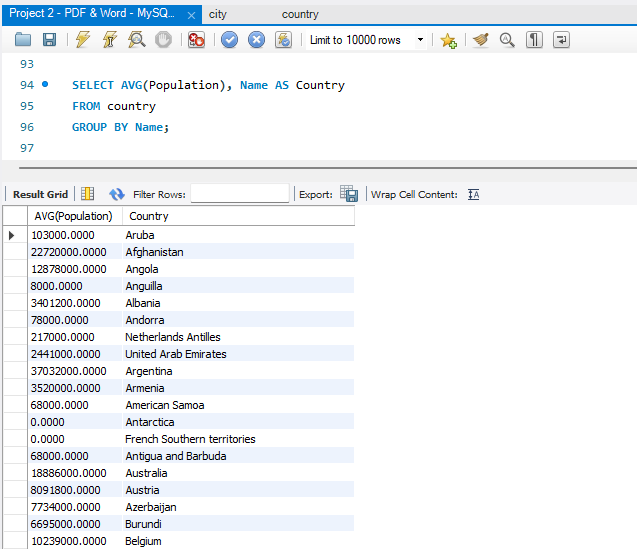 Project 2 - PDF & Word - MySQ... × city country
Limit to 10000 rows
93
94 SELECT AVG(Population), Name AS Country
95 FROM country
96 GROUP BY Name;
97
Result Grid Filter Rows: Export: Wrap Cell Content: IA
AVG(Population) Country
103000.0000 Aruba
22720000.0000 Afghanistan
12878000.0000 Angola
8000.0000 Anguilla
3401200.0000 Albania
78000.0000 Andorra
217000.0000 Netherlands Antilles
2441000.0000 United Arab Emirates
37032000.0000 Argentina
3520000.0000 Armenia
68000.0000 American Samoa
0.0000 Antarctica
0.0000 French Southern territories
68000.0000 Antigua and Barbuda
18886000.0000 Australia
8091800.0000 Austria
7734000.0000 Azerbaijan
6695000.0000 Burundi
10239000.0000 Belgium